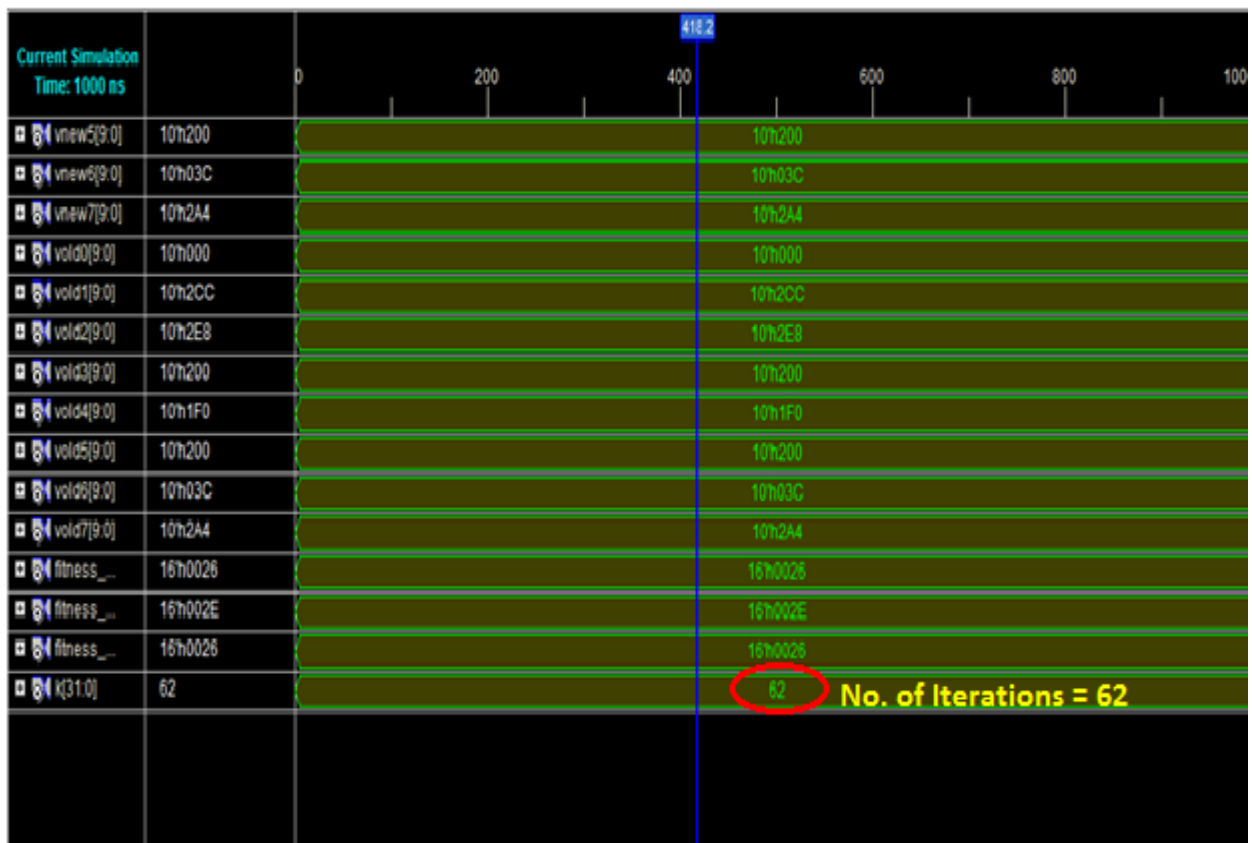 418.2
Current Simulation
Time: 1000 ns
0 200 400 600 800 1000
vnew5[9:0] 10'h200 10'h200
vnew6[9:0] 10'h03C 10'h03C
vnew7[9:0] 10'h2A4 10'h2A4
vold0[9:0] 10'h000 10'h000
vold1[9:0] 10'h2CC 10'h2CC
vold2[9:0] 10'h2E8 10'h2E8
vold3[9:0] 10'h200 10'h200
vold4[9:0] 10'h1F0 10'h1F0
vold5[9:0] 10'h200 10'h200
vold6[9:0] 10'h03C 10'h03C
vold7[9:0] 10'h2A4 10'h2A4
fitness_... 16'h0026 16'h0026
fitness_... 16'h002E 16'h002E
fitness_... 16'h0026 16'h0026
k[31:0] 62 62 No. of Iterations = 62